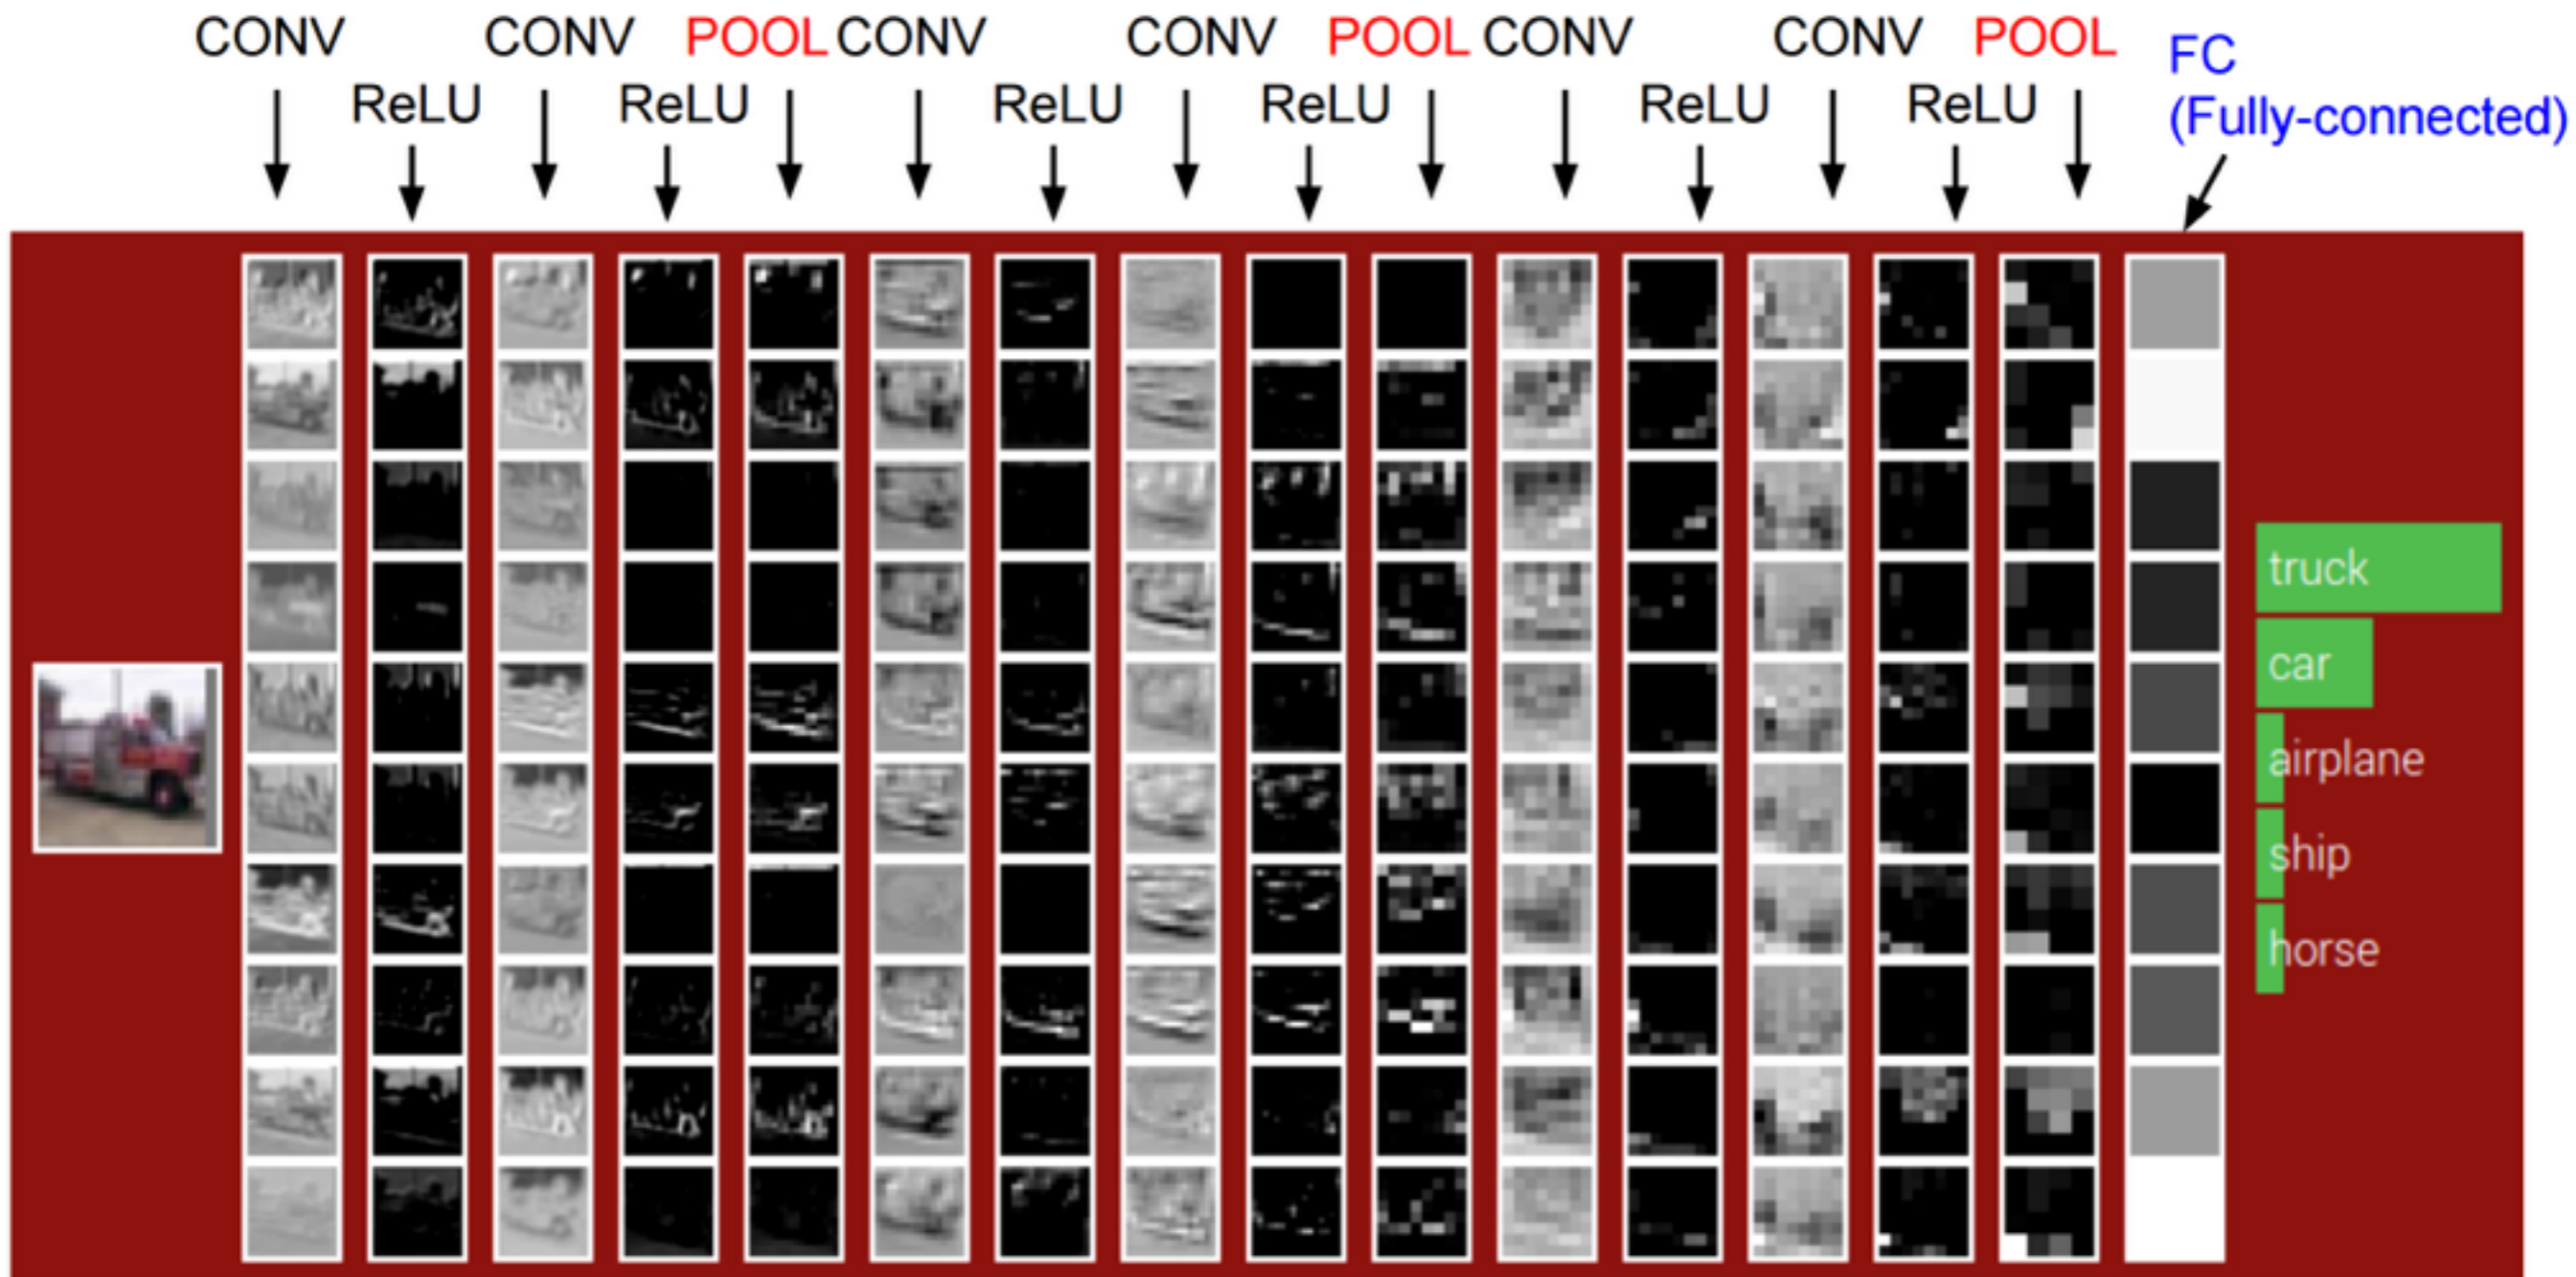 CONV CONV POOL CONV CONV POOL CONV CONV POOL FC
ReLU ReLU ReLU ReLU ReLU ReLU (Fully-connected)
truck
car
airplane
ship
horse